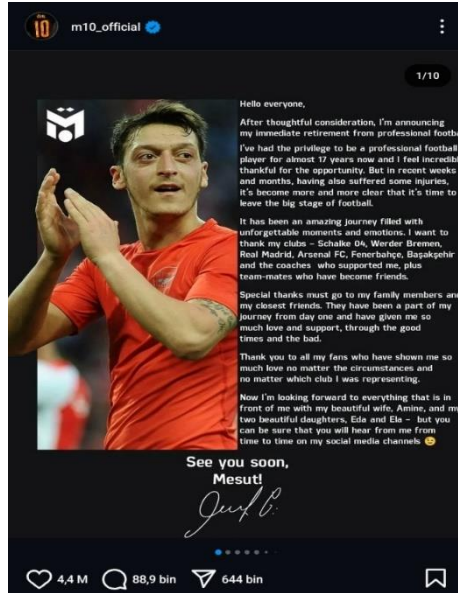 10
m10_official
1/10
Hello everyone,
After thoughtful consideration, I'm announcing
my immediate retirement from professional footba
I've had the privilege to be a professional football
player for almost 17 years now and I feel incredibl
thankful for the opportunity. But in recent weeks
and months, having also suffered some injuries,
it's become more and more clear that it's time to
leave the big stage of football.
It has been an amazing journey filled with
unforgettable moments and emotions. I want to
thank my clubs – Schalke 04, Werder Bremen,
Real Madrid, Arsenal FC, Fenerbahçe, Başakşehir
and the coaches who supported me, plus
team-mates who have become friends.
Special thanks must go to my family members and
my closest friends. They have been a part of my
journey from day one and have given me so
much love and support, through the good
times and the bad.
Thank you to all my fans who have shown me so
much love no matter the circumstances and
no matter which club I was representing.
Now I'm looking forward to everything that is in
front of me with my beautiful wife, Amine, and my
two beautiful daughters, Eda and Ela – but you
can be sure that you will hear from me from
time to time on my social media channels 😉
See you soon,
Mesut!
4,4 M 88,9 bin 644 bin